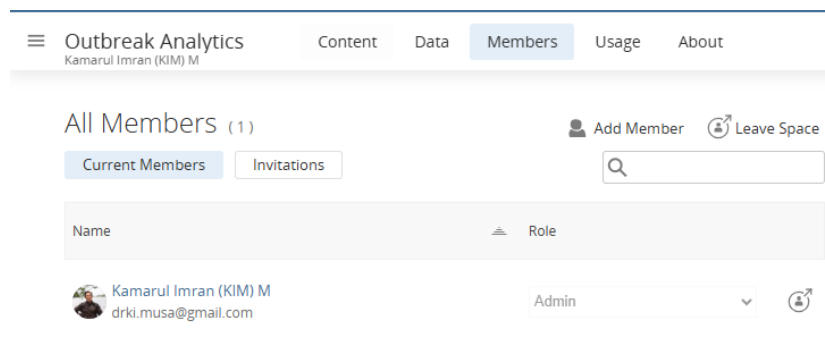 Outbreak Analytics
Kamarul Imran (KIM) M
Content Data Members Usage About
All Members (1)
Add Member Leave Space
Current Members Invitations
Name Role
Kamarul Imran (KIM) M
drki.musa@gmail.com
Admin